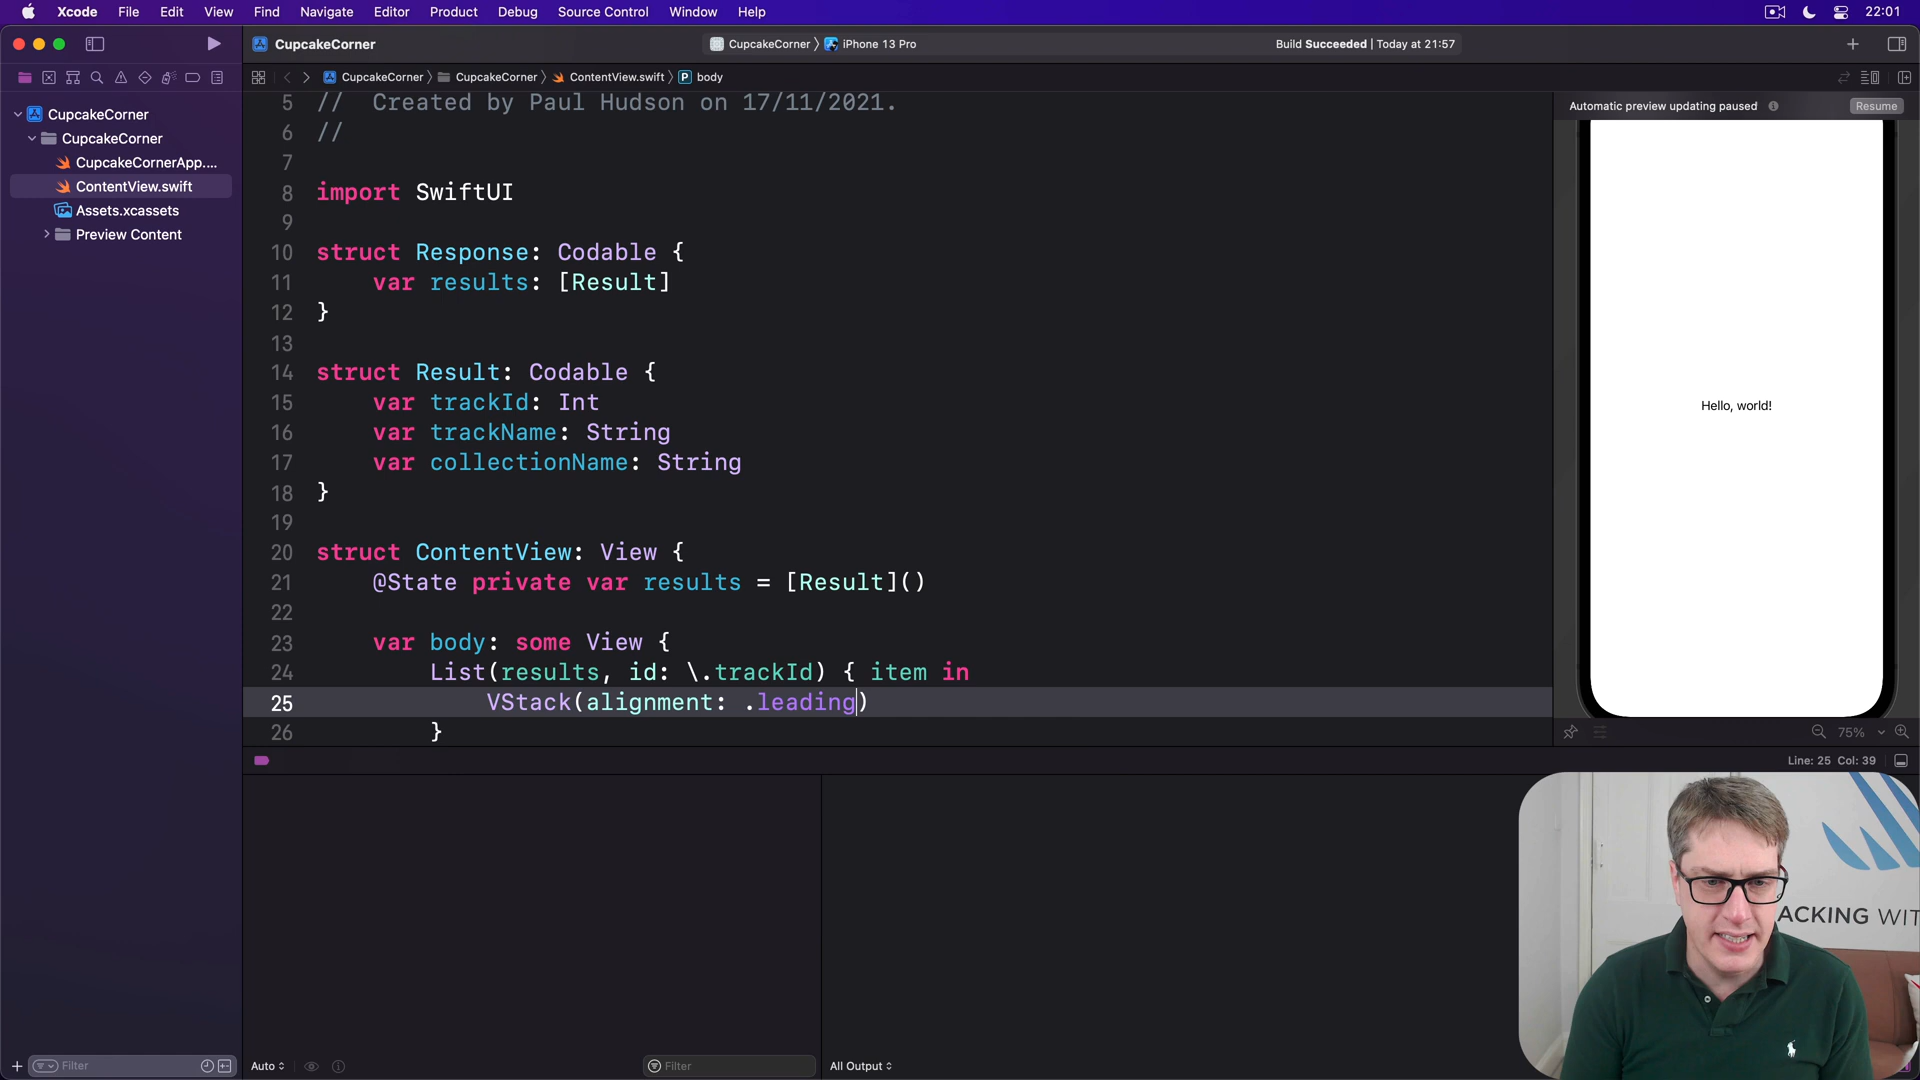 Xcode File Edit View Find Navigate Editor Product Debug Source Control Window Help 22:01
CupcakeCorner
CupcakeCorner 〉 iPhone 13 Pro
Build Succeeded | Today at 21:57
CupcakeCorner 〉 CupcakeCorner 〉 ContentView.swift 〉 P body
CupcakeCorner
CupcakeCorner
CupcakeCornerApp....
ContentView.swift
Assets.xcassets
Preview Content
5 //  Created by Paul Hudson on 17/11/2021.
6 //
7
8 import SwiftUI
9
10 struct Response: Codable {
11     var results: [Result]
12 }
13
14 struct Result: Codable {
15     var trackId: Int
16     var trackName: String
17     var collectionName: String
18 }
19
20 struct ContentView: View {
21     @State private var results = [Result]()
22
23     var body: some View {
24         List(results, id: \.trackId) { item in
25             VStack(alignment: .leading)
26         }
Automatic preview updating paused
Resume
Hello, world!
75%
Line: 25 Col: 39
ACKING WIT
Filter
Auto
Filter
All Output